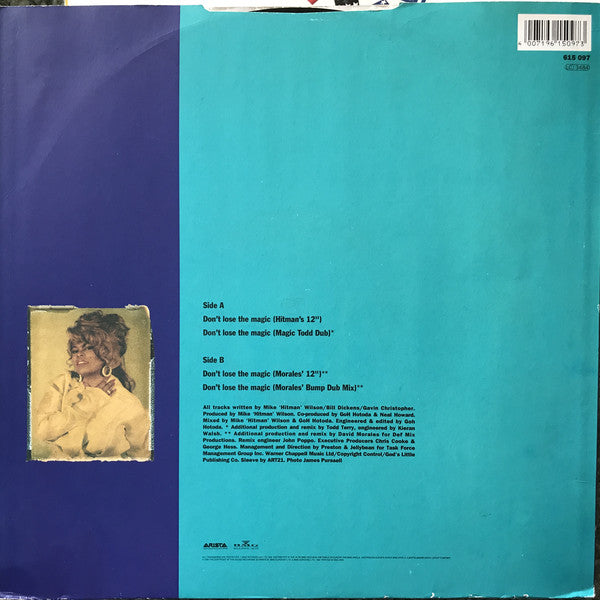 4 007196 150973
615 097
Side A
Don't lose the magic (Hitman's 12")
Don't lose the magic (Magic Todd Dub)*
Side B
Don't lose the magic (Morales' 12")**
Don't lose the magic (Morales' Bump Dub Mix)**
All tracks written by Mike 'Hitman' Wilson/Bill Dickens/Gavin Christopher.
Produced by Mike 'Hitman' Wilson. Co-produced by GoH Hotoda & Neal Howard.
Mixed by Mike 'Hitman' Wilson & GoH Hotoda. Engineered & edited by Goh
Hotoda. * Additional production and remix by Todd Terry, engineered by Kieran
Walsh. ** Additional production and remix by David Morales for Def Mix
Productions. Remix engineer John Poppo. Executive Producers Chris Cooke &
George Hess. Management and Direction by Preston & Jellybean for Task Force
Management Group Inc. Warner Chappell Music Ltd/Copyright Control/God's Little
Publishing Co. Sleeve by ART21. Photo James Pursaell
ARISTA
BMG